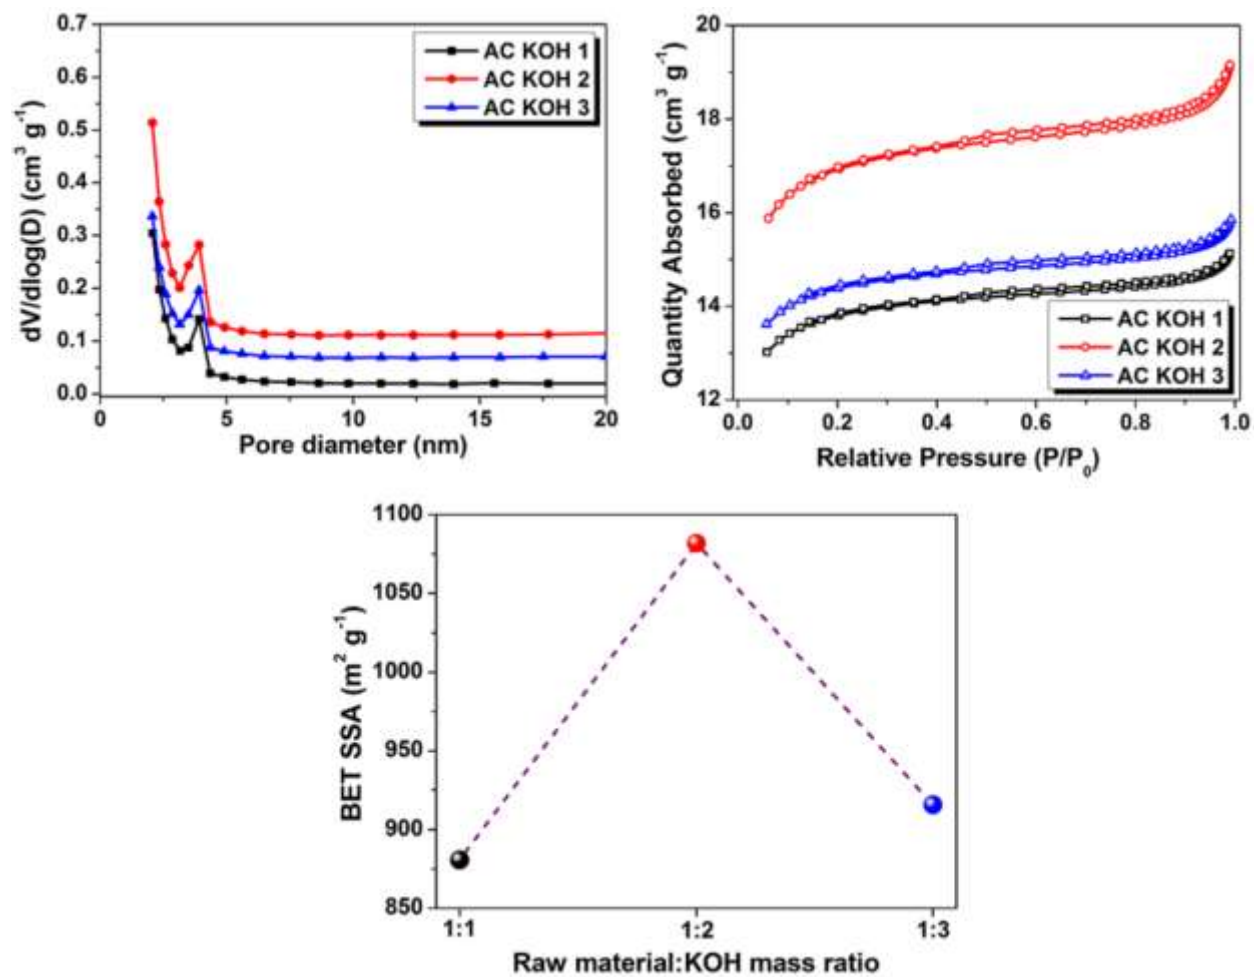 0.7
0.6
0.5
0.4
0.3
0.2
0.1
0.0
dV/dlog(D) (cm³ g⁻¹)
AC KOH 1
AC KOH 2
AC KOH 3
0 5 10 15 20
Pore diameter (nm)
20
18
16
14
12
Quantity Absorbed (cm³ g⁻¹)
AC KOH 1
AC KOH 2
AC KOH 3
0.0 0.2 0.4 0.6 0.8 1.0
Relative Pressure (P/P₀)
1100
1050
1000
950
900
850
BET SSA (m² g⁻¹)
1:1 1:2 1:3
Raw material:KOH mass ratio